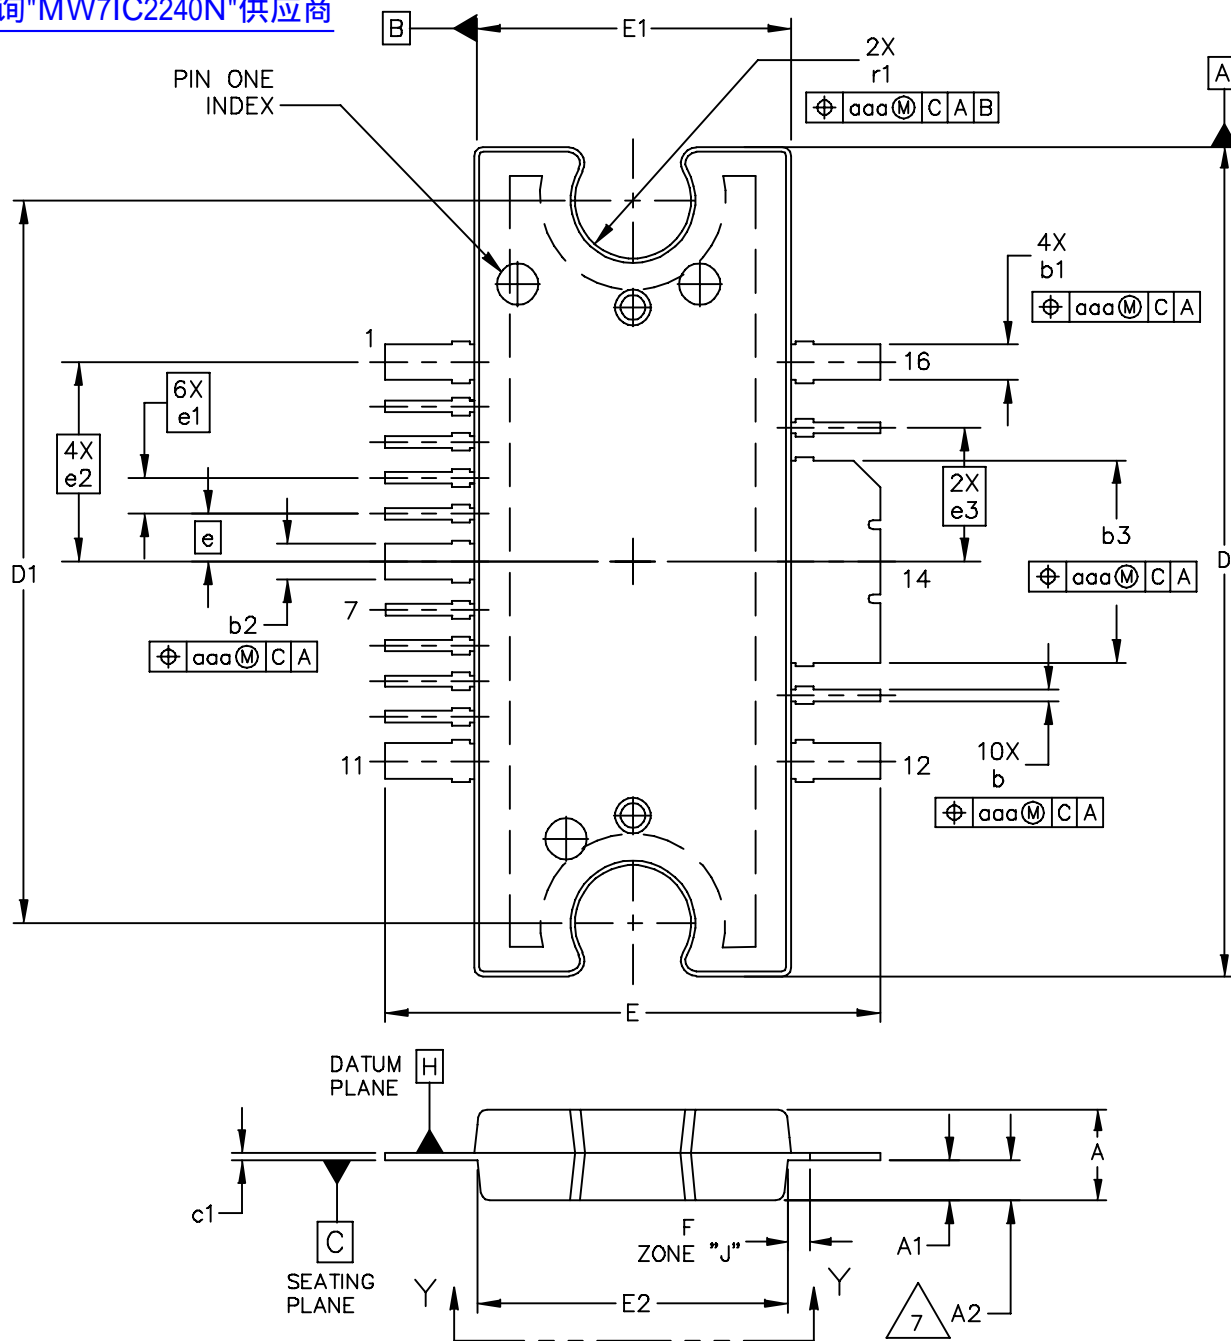 询"MW7IC2240N"供应商
B
E1
2X
r1
⌖ aaa Ⓜ C A B
A
PIN ONE
INDEX
4X
b1
⌖ aaa Ⓜ C A
1
16
6X
e1
4X
e2
2X
e3
e
b3
⌖ aaa Ⓜ C A
D1
D
14
7
b2
⌖ aaa Ⓜ C A
10X
b
⌖ aaa Ⓜ C A
11
12
E
DATUM
PLANE
H
A
c1
C
SEATING
PLANE
F
ZONE "J"
A1
Y
Y
E2
7
A2